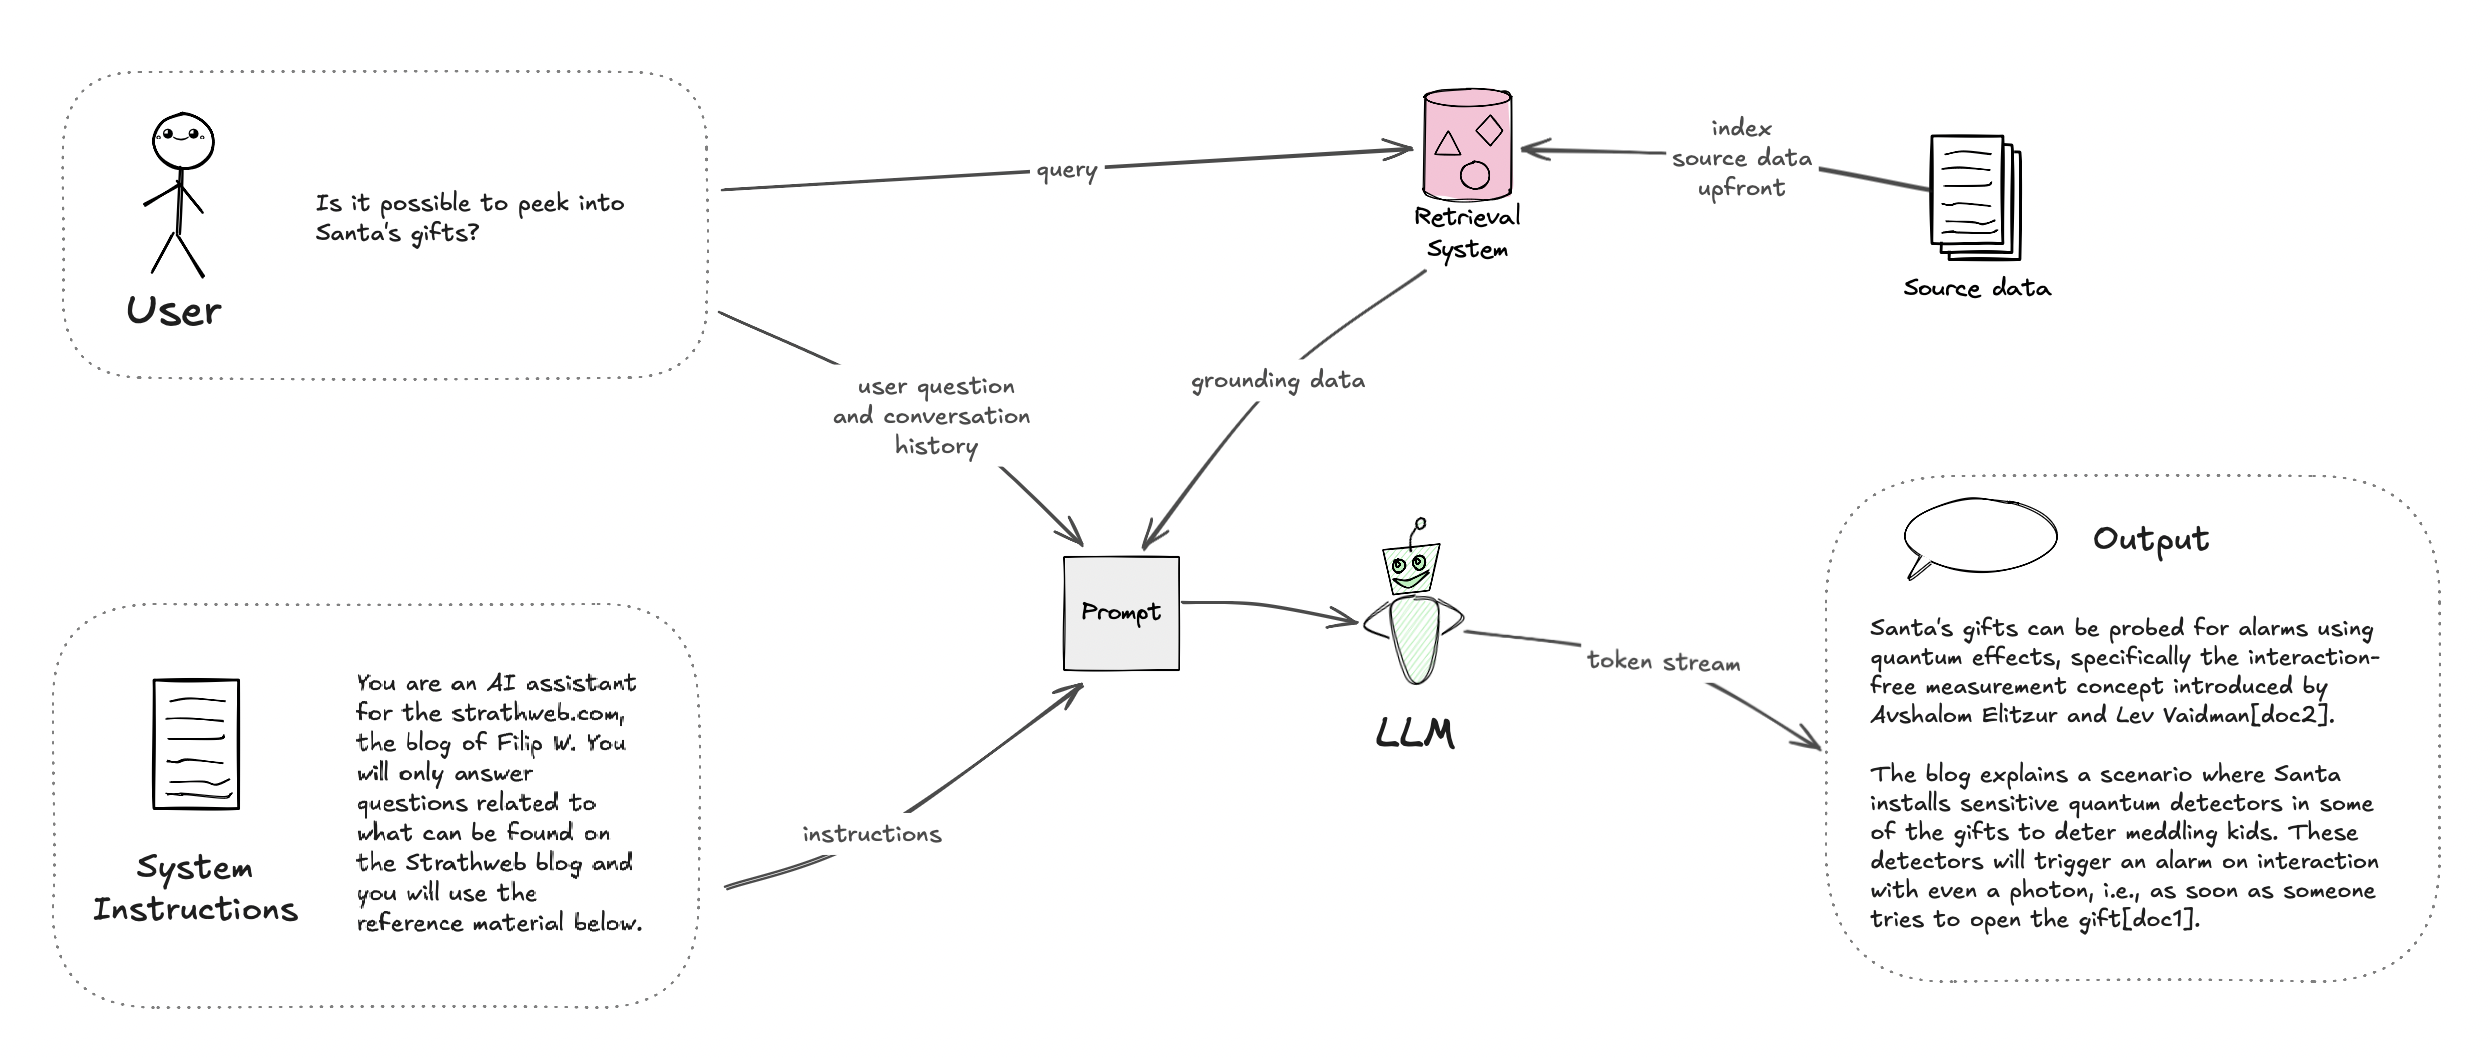 Is it possible to peek into
Santa's gifts?
User
query
Retrieval
System
index
source data
upfront
Source data
user question
and conversation
history
grounding data
Prompt
LLM
token stream
Output
Santa's gifts can be probed for alarms using
quantum effects, specifically the interaction-
free measurement concept introduced by
Avshalom Elitzur and Lev Vaidman[doc2].
The blog explains a scenario where Santa
installs sensitive quantum detectors in some
of the gifts to deter meddling kids. These
detectors will trigger an alarm on interaction
with even a photon, i.e., as soon as someone
tries to open the gift[doc1].
You are an AI assistant
for the strathweb.com,
the blog of Filip W. You
will only answer
questions related to
what can be found on
the Strathweb blog and
you will use the
reference material below.
System
Instructions
instructions